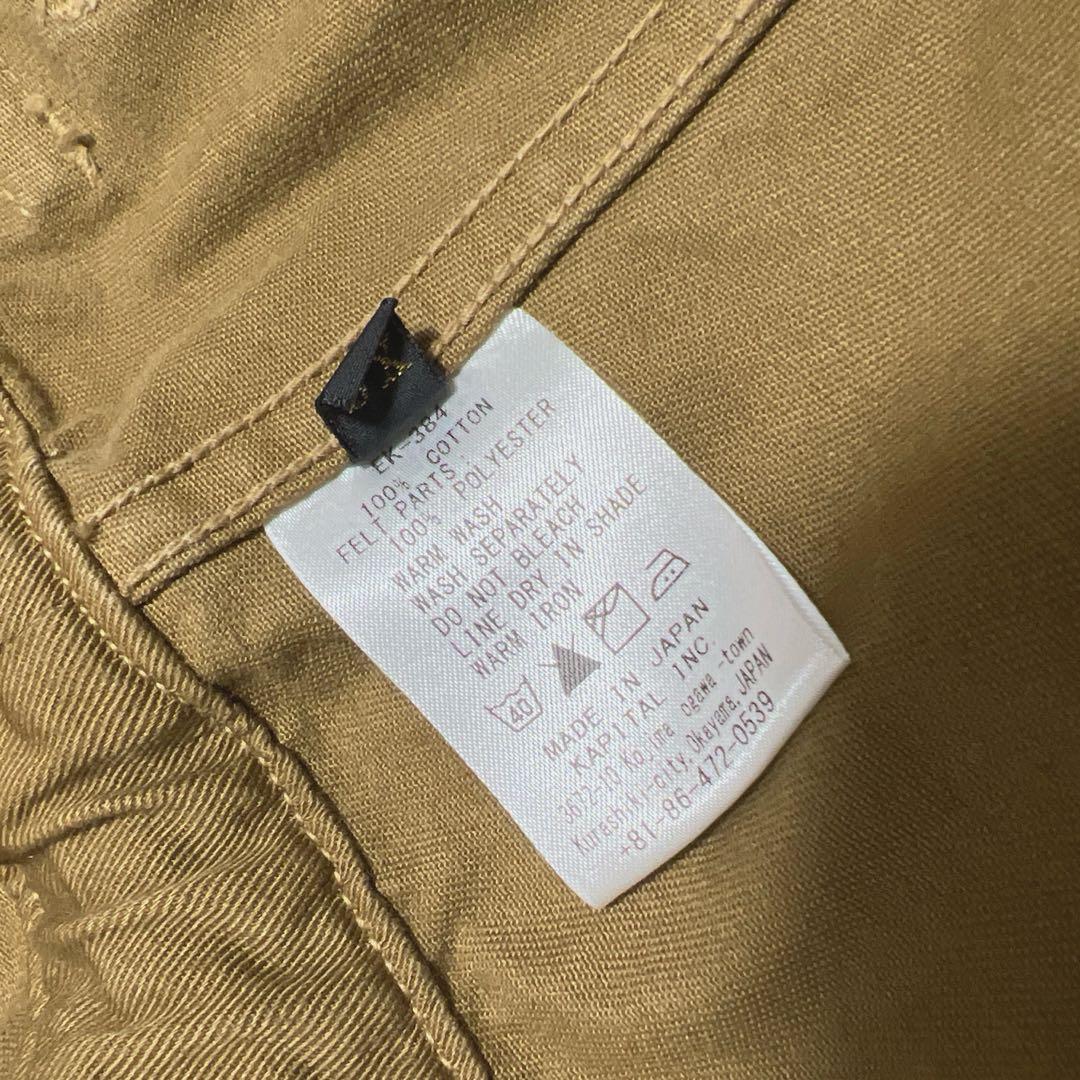 EK-384
100% COTTON
FELT PARTS
100% POLYESTER
WARM WASH
WASH SEPARATELY
DO NOT BLEACH
LINE DRY IN SHADE
WARM IRON
40
MADE IN JAPAN
KAPITAL INC.
3672-10 Kojima ogawa-town
Kurashiki-city, Okayama, JAPAN
+81-86-472-0539